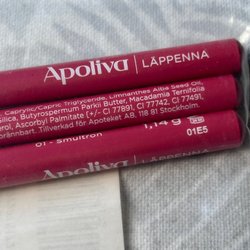 Apoliva | LÄPPENNA
Caprylic/Capric Triglyceride, Limnanthes Alba Seed Oil,
Silica, Butyrospermum Parkii Butter, Macadamia Ternifolia
Ascorbyl Palmitate (+/- CI 77891, CI 77742, CI 77491,
Tillverkad för Apoteket AB, 118 81 Stockholm.
01 - Smultron 1,14 g 01E5
Apoliva | LÄPPENNA